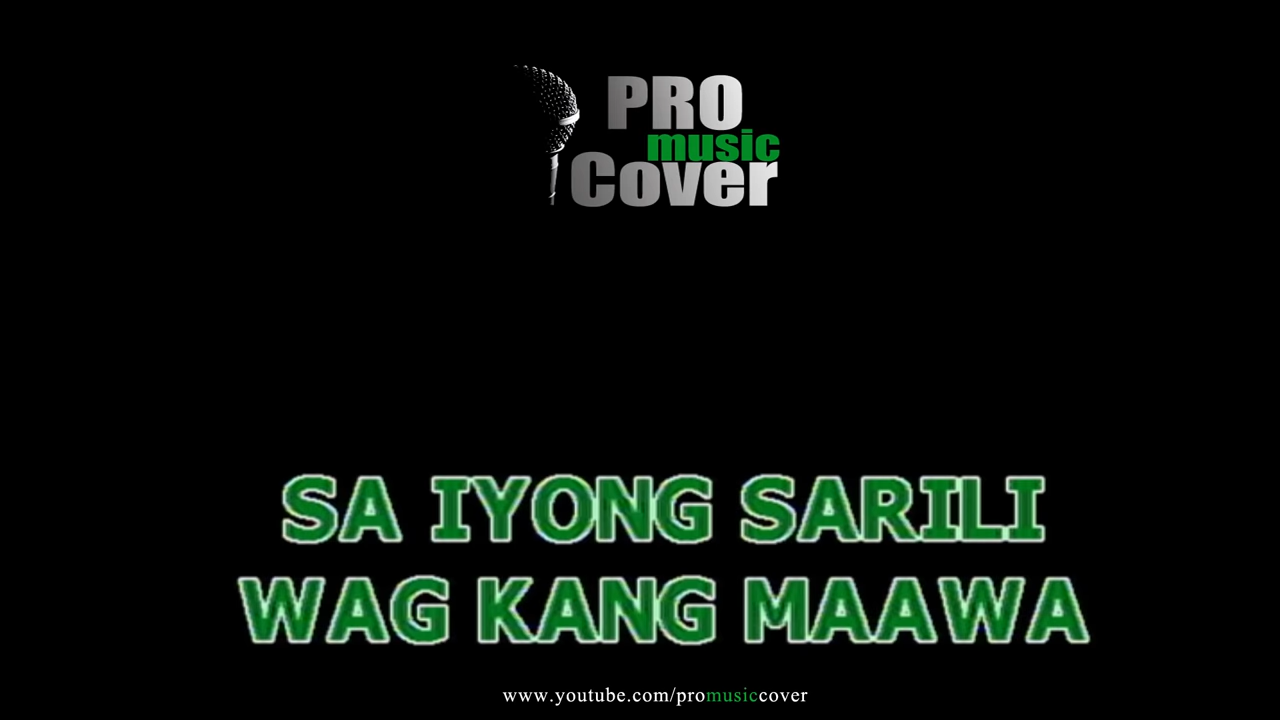 PRO
music
Cover
SA IYONG SARILI
WAG KANG MAAWA
www.youtube.com/promusiccover